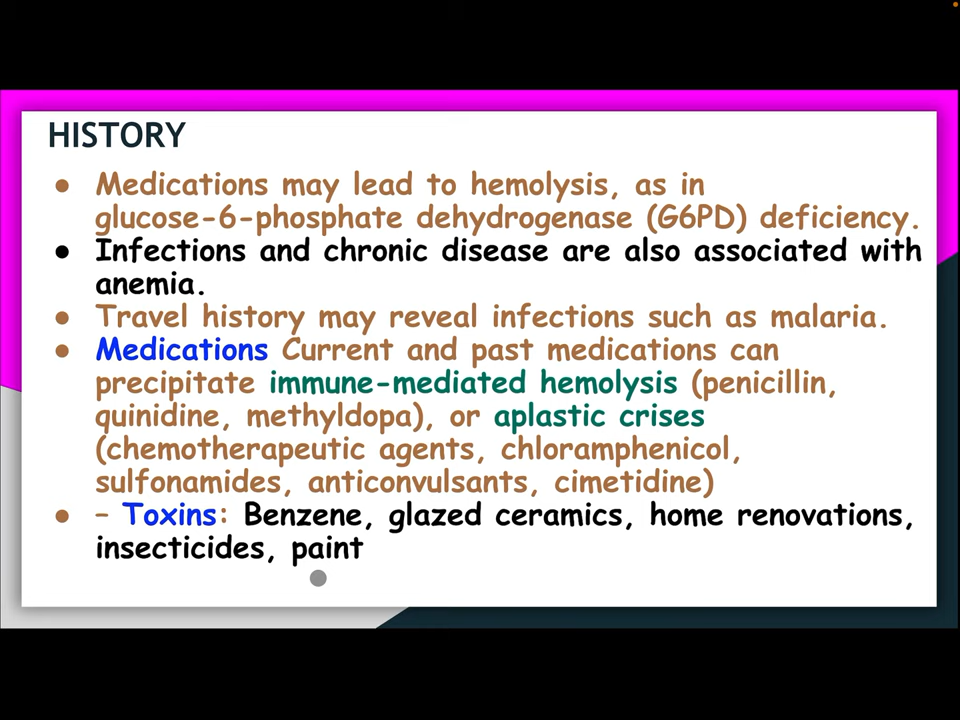 HISTORY
● Medications may lead to hemolysis, as in
glucose-6-phosphate dehydrogenase (G6PD) deficiency.
● Infections and chronic disease are also associated with
anemia.
● Travel history may reveal infections such as malaria.
● Medications Current and past medications can
precipitate immune-mediated hemolysis (penicillin,
quinidine, methyldopa), or aplastic crises
(chemotherapeutic agents, chloramphenicol,
sulfonamides, anticonvulsants, cimetidine)
● – Toxins: Benzene, glazed ceramics, home renovations,
insecticides, paint